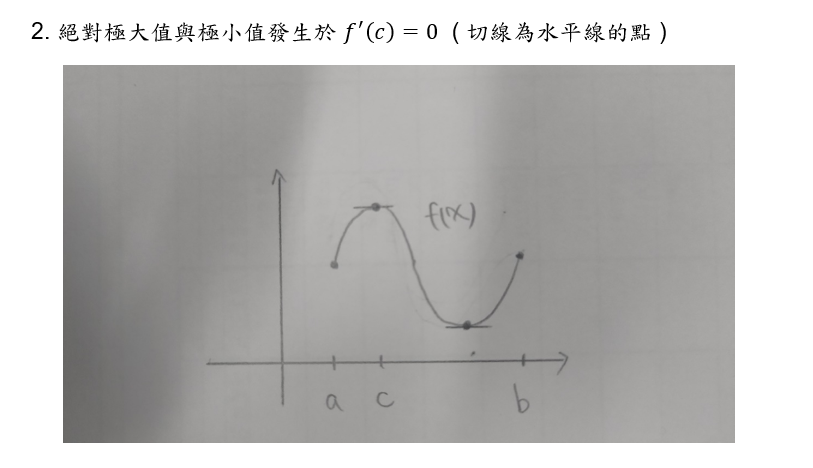 2. 絕對極大值與極小值發生於 𝑓′(𝑐) = 0 ( 切線為水平線的點 )
f(x)
a c b